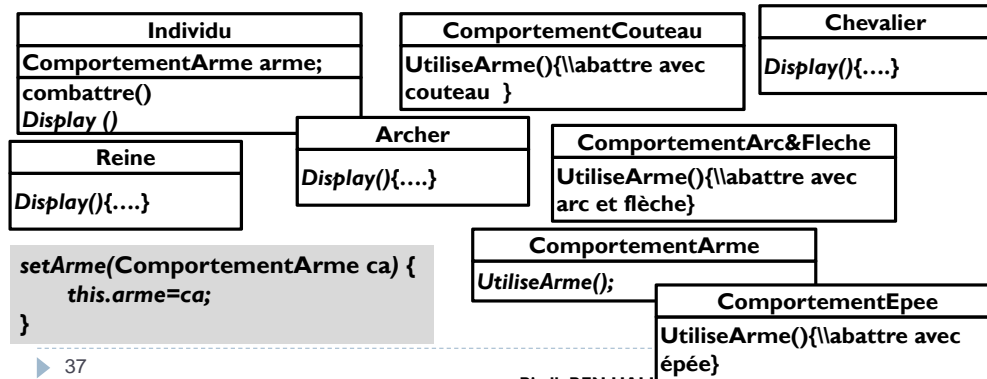 Individu
ComportementArme arme;
combattre()
Display ()
ComportementCouteau
UtiliseArme(){\\abattre avec
couteau }
Chevalier
Display(){....}
Reine
Display(){....}
Archer
Display(){....}
ComportementArc&Fleche
UtiliseArme(){\\abattre avec
arc et flèche}
setArme(ComportementArme ca) {
this.arme=ca;
}
ComportementArme
UtiliseArme();
ComportementEpee
UtiliseArme(){\\abattre avec
épée}
37